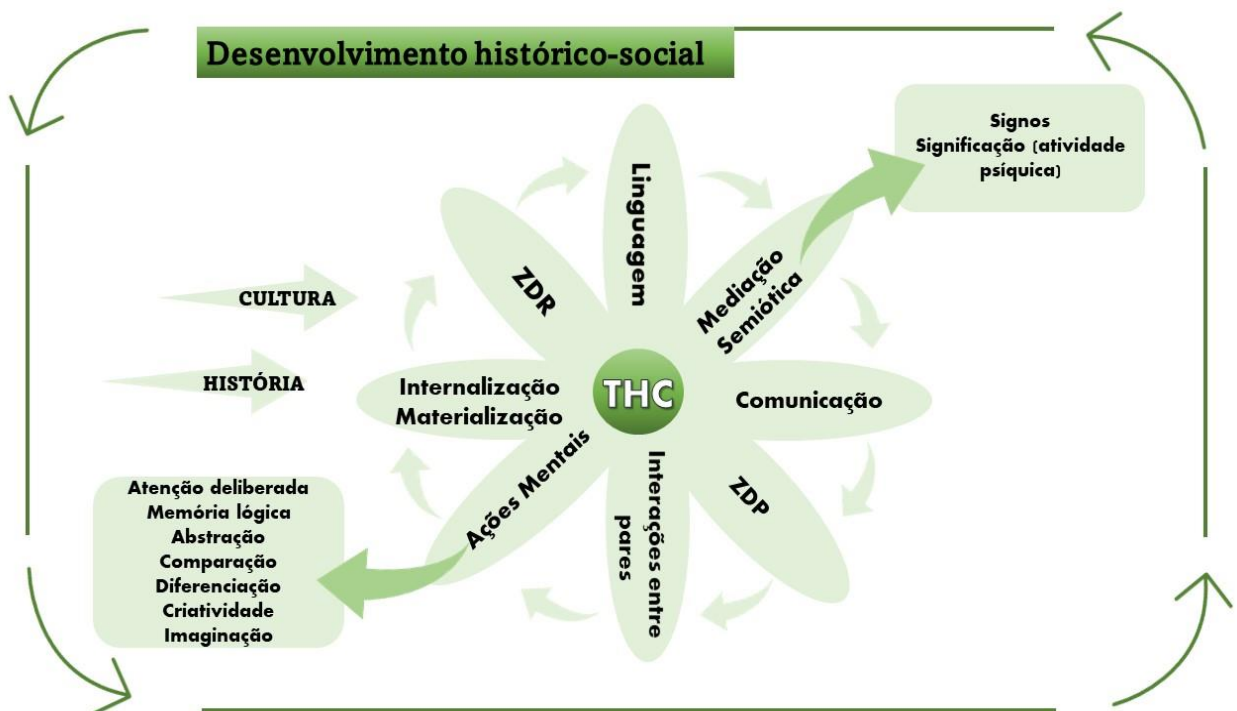 Desenvolvimento histórico-social
Signos
Significação (atividade
psíquica)
Linguagem
Mediação
Semiótica
ZDR
CULTURA
HISTÓRIA
Internalização
Materialização
THC
Comunicação
Ações Mentais
Interações entre
pares
ZDP
Atenção deliberada
Memória lógica
Abstração
Comparação
Diferenciação
Criatividade
Imaginação